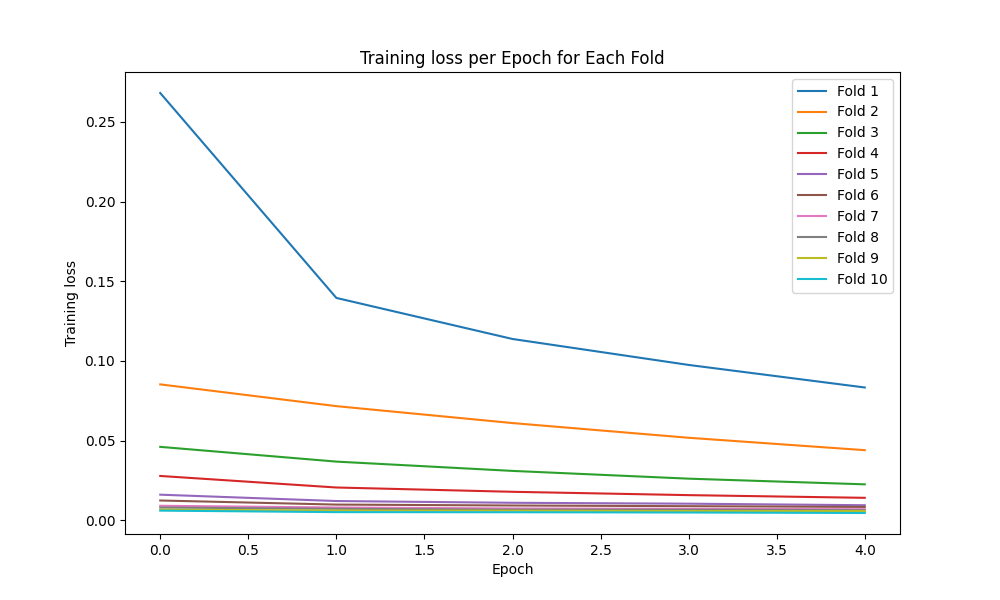 Training loss per Epoch for Each Fold
Training loss
0.25
0.20
0.15
0.10
0.05
0.00
0.0 0.5 1.0 1.5 2.0 2.5 3.0 3.5 4.0
Epoch
Fold 1
Fold 2
Fold 3
Fold 4
Fold 5
Fold 6
Fold 7
Fold 8
Fold 9
Fold 10